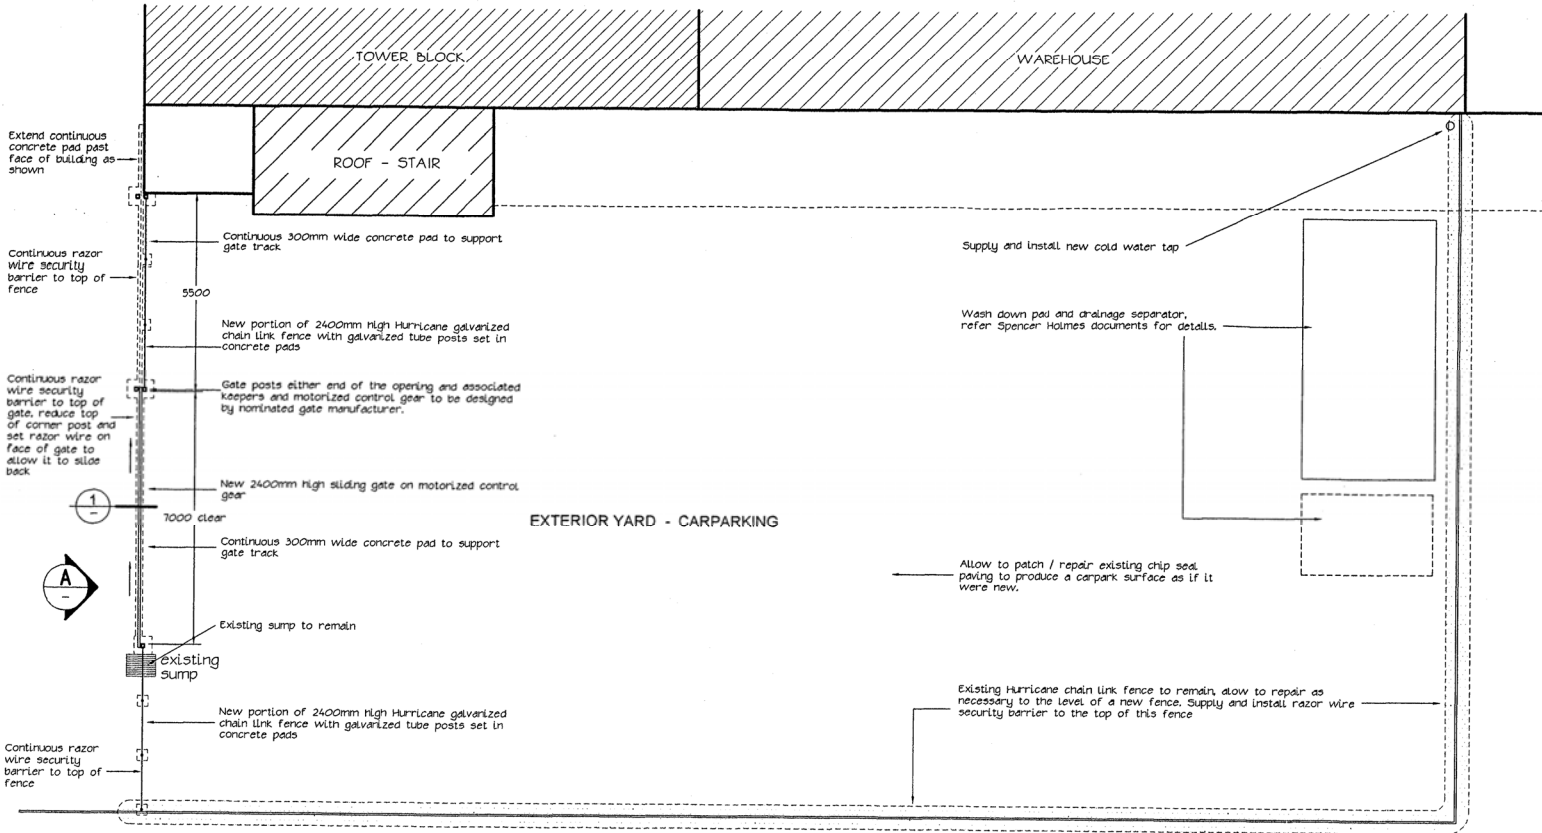 TOWER BLOCK
WAREHOUSE
Extend continuous
concrete pad past
face of building as
shown
ROOF - STAIR
Continuous 300mm wide concrete pad to support
gate track
Supply and install new cold water tap
Continuous razor
wire security
barrier to top of
fence
5500
New portion of 2400mm high Hurricane galvanized
chain link fence with galvanized tube posts set in
concrete pads
Wash down pad and drainage separator,
refer Spencer Holmes documents for details.
Continuous razor
wire security
barrier to top of
gate, reduce top
of corner post and
set razor wire on
face of gate to
allow it to slide
back
Gate posts either end of the opening and associated
keepers and motorized control gear to be designed
by nominated gate manufacturer.
New 2400mm high sliding gate on motorized control
gear
1
-
7000 clear
EXTERIOR YARD - CARPARKING
Continuous 300mm wide concrete pad to support
gate track
A
-
Allow to patch / repair existing chip seal
paving to produce a carpark surface as if it
were new.
Existing sump to remain
existing
sump
New portion of 2400mm high Hurricane galvanized
chain link fence with galvanized tube posts set in
concrete pads
Existing Hurricane chain link fence to remain, alow to repair as
necessary to the level of a new fence. Supply and install razor wire
security barrier to the top of this fence
Continuous razor
wire security
barrier to top of
fence